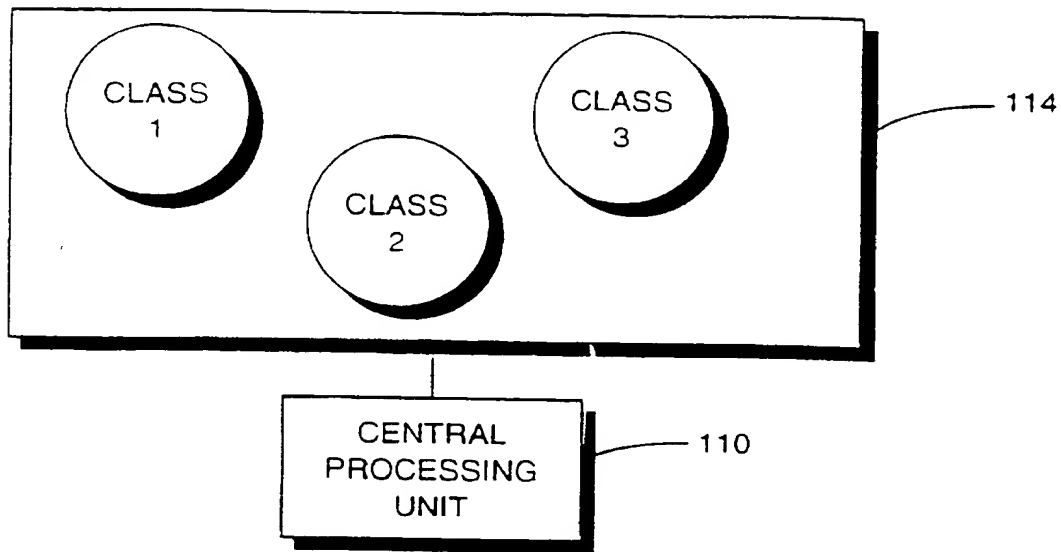 CLASS
1
CLASS
2
CLASS
3
114
CENTRAL
PROCESSING
UNIT
110